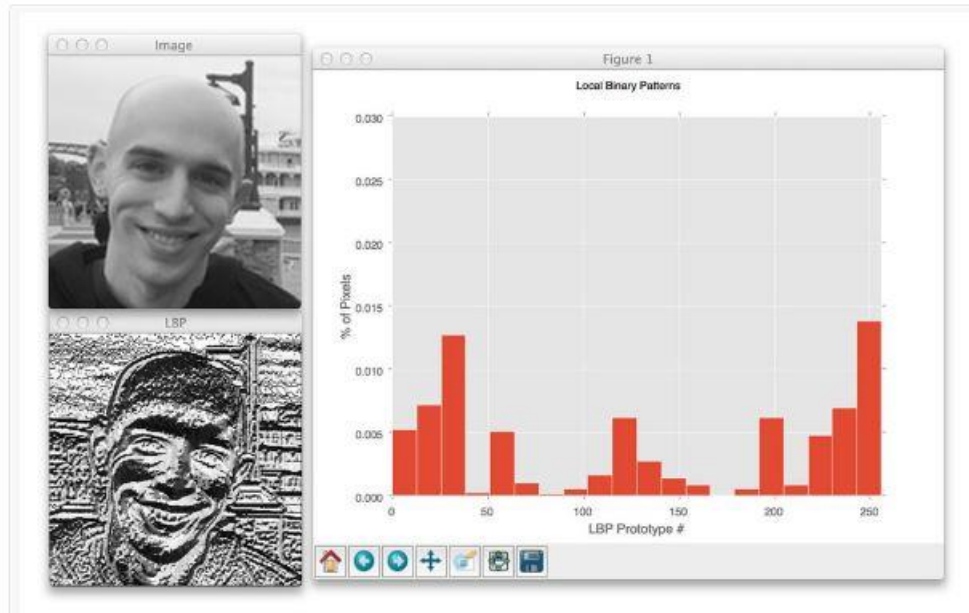 Image
LBP
Figure 1
Local Binary Patterns
% of Pixels
0.030
0.025
0.020
0.015
0.010
0.005
0.000
0
50
100
150
200
250
LBP Prototype #